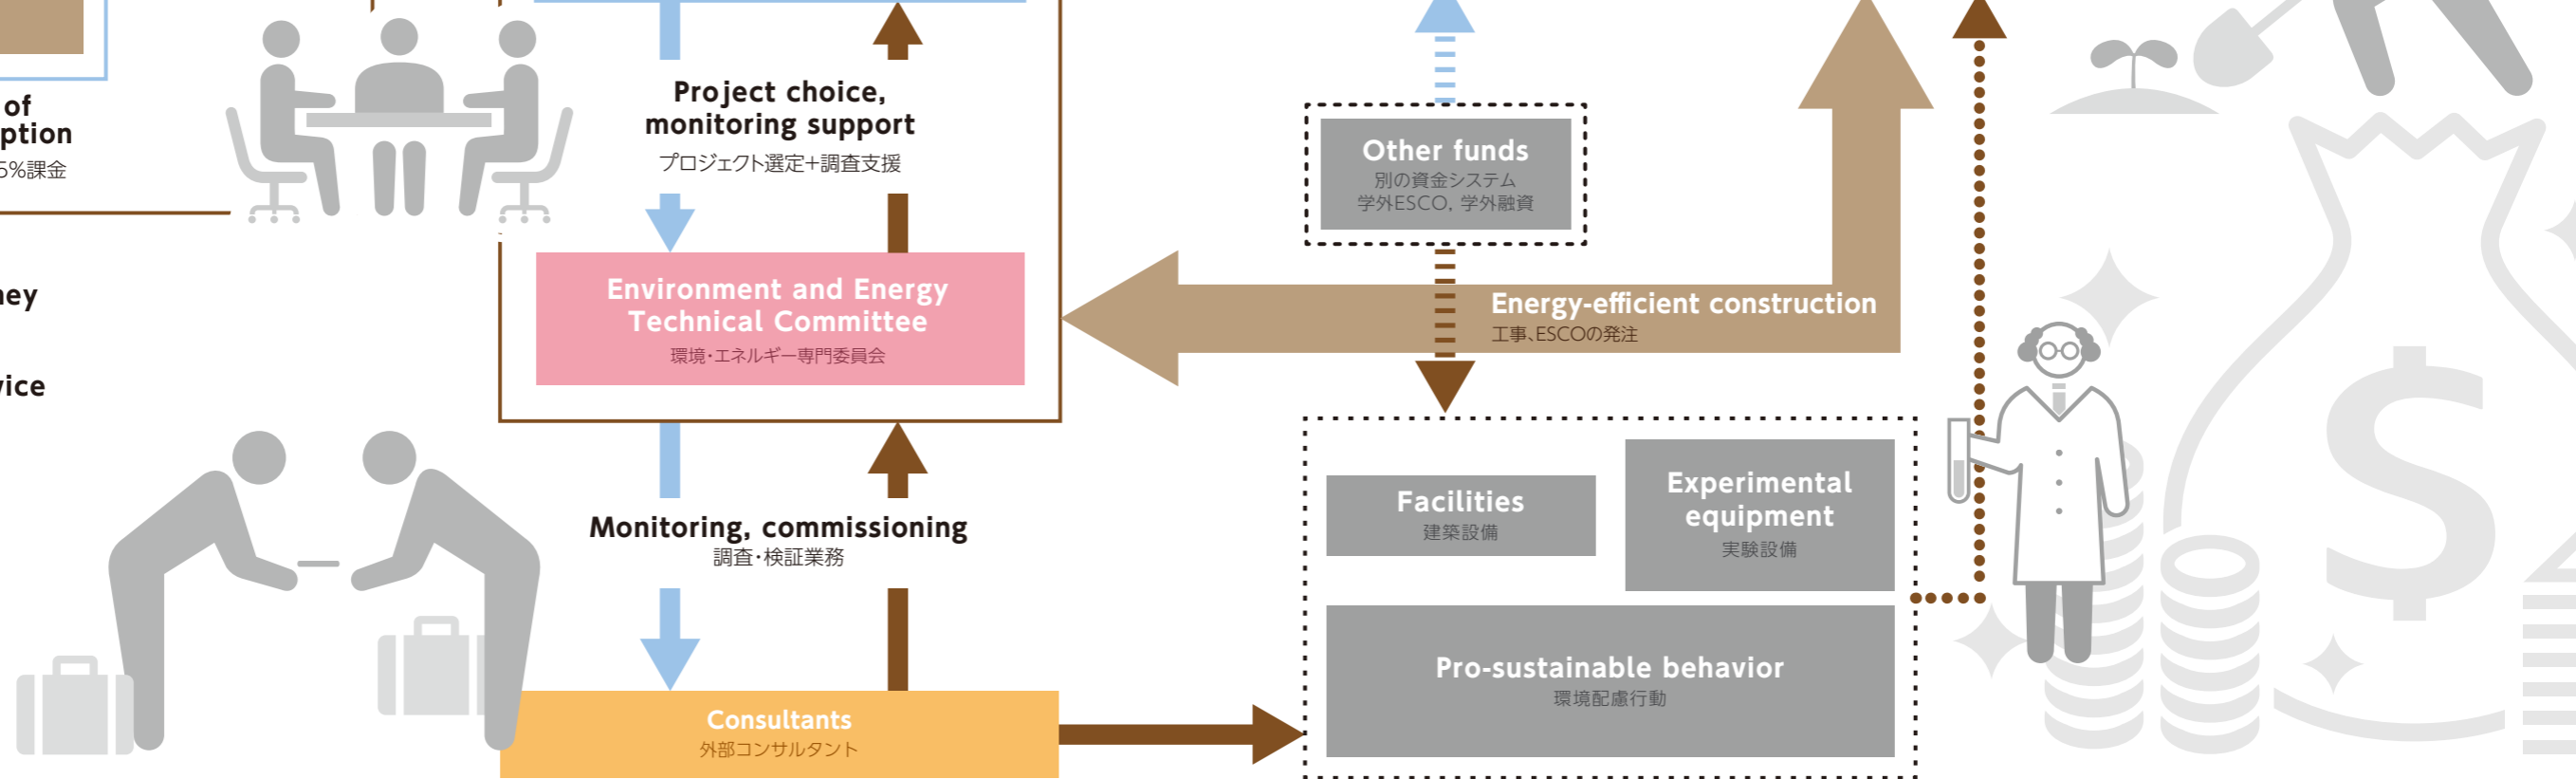 of
ption
5%課金
ney
vice
Project choice,
monitoring support
プロジェクト選定+調査支援
Environment and Energy
Technical Committee
環境・エネルギー専門委員会
Monitoring, commissioning
調査・検証業務
Consultants
外部コンサルタント
Other funds
別の資金システム
学外ESCO, 学外融資
Energy-efficient construction
工事、ESCOの発注
Facilities
建築設備
Experimental
equipment
実験設備
Pro-sustainable behavior
環境配慮行動
$